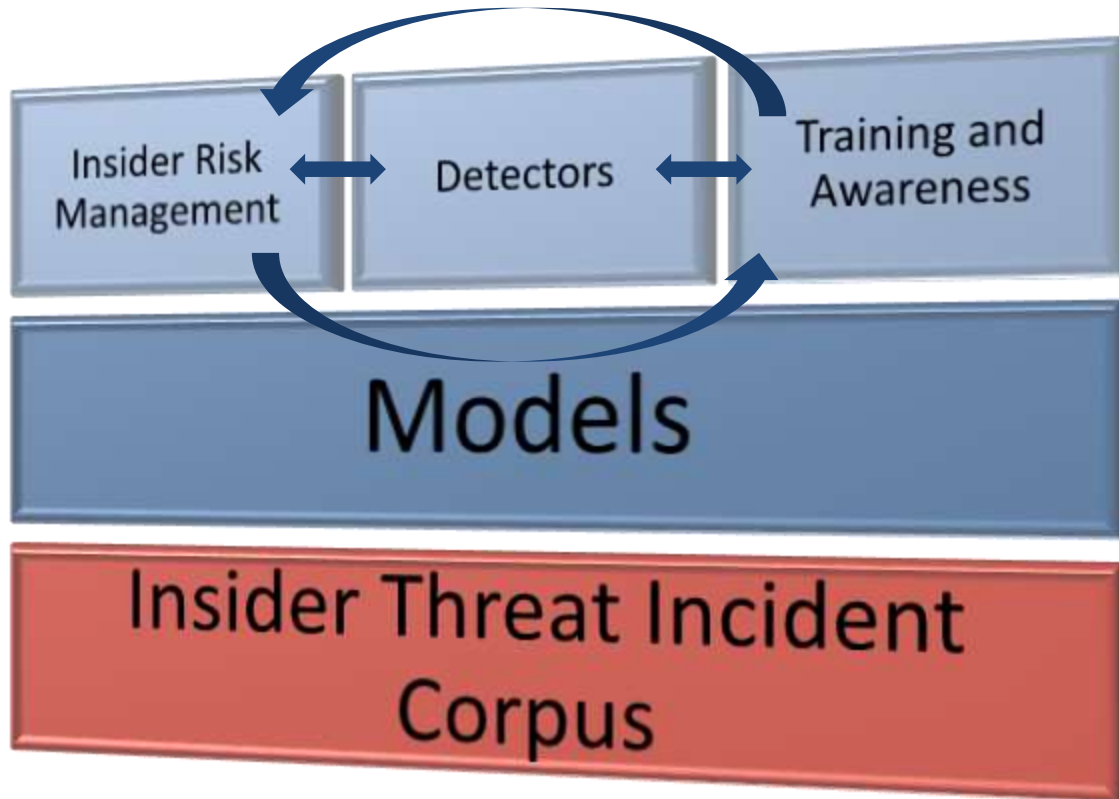 Insider Risk
Management
Detectors
Training and
Awareness
Models
Insider Threat Incident
Corpus